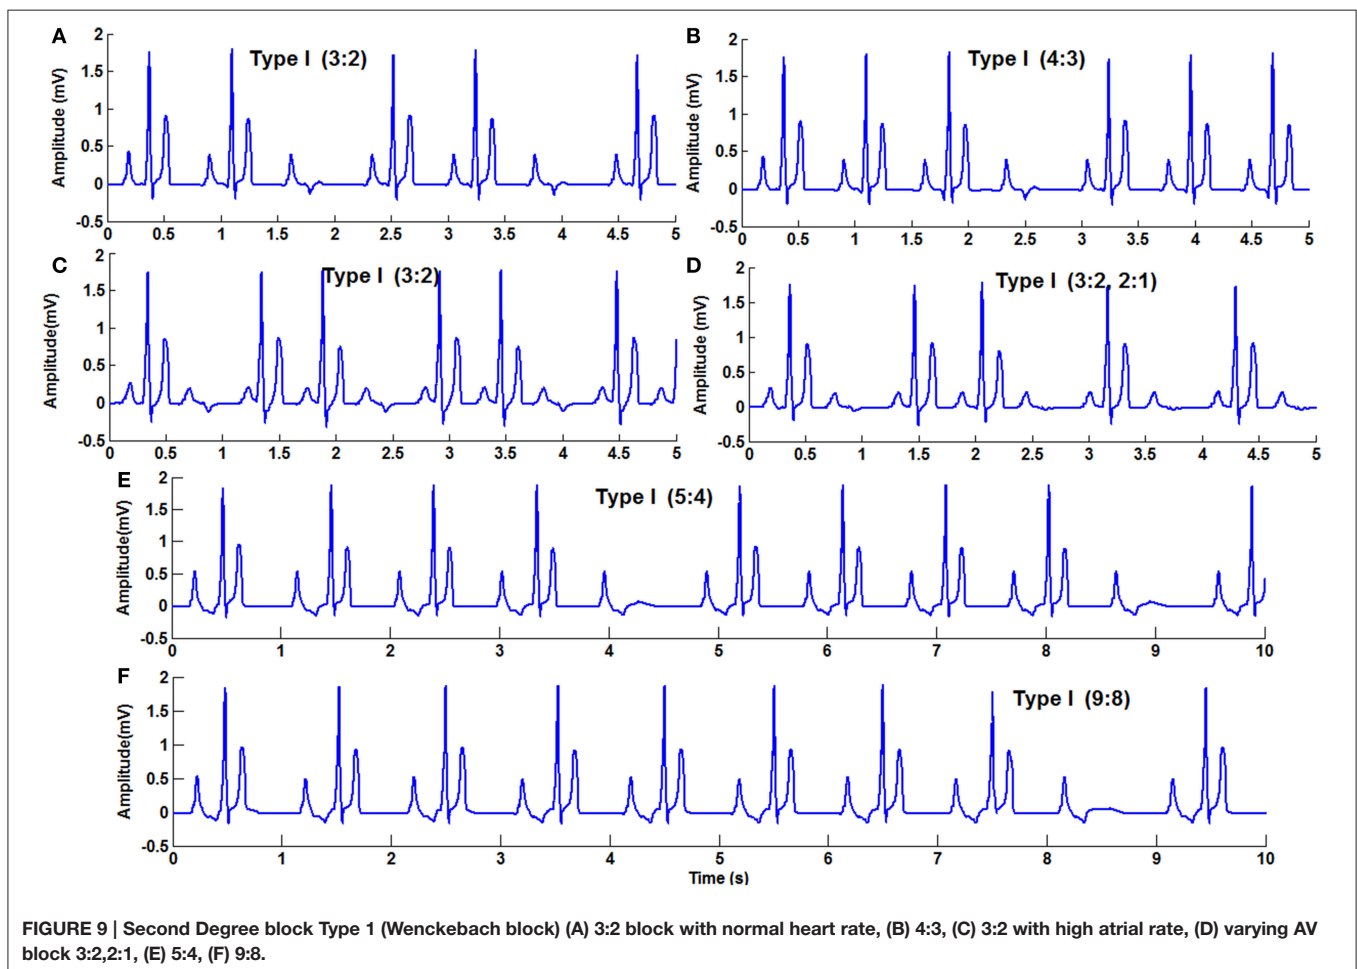 A
Type I (3:2)
Amplitude (mV)
2
1.5
1
0.5
0
-0.5
0 0.5 1 1.5 2 2.5 3 3.5 4 4.5 5
B
Type I (4:3)
Amplitude (mV)
2
1.5
1
0.5
0
-0.5
0 0.5 1 1.5 2 2.5 3 3.5 4 4.5 5
C
Type I (3:2)
Amplitude(mV)
2
1.5
1
0.5
0
-0.5
0 0.5 1 1.5 2 2.5 3 3.5 4 4.5 5
D
Type I (3:2, 2:1)
Amplitude (mV)
2
1.5
1
0.5
0
-0.5
0 0.5 1 1.5 2 2.5 3 3.5 4 4.5 5
E
Type I (5:4)
Amplitude(mV)
2
1.5
1
0.5
0
-0.5
0 1 2 3 4 5 6 7 8 9 10
F
Type I (9:8)
Amplitude(mV)
2
1.5
1
0.5
0
-0.5
0 1 2 3 4 5 6 7 8 9 10
Time (s)
FIGURE 9 | Second Degree block Type 1 (Wenckebach block) (A) 3:2 block with normal heart rate, (B) 4:3, (C) 3:2 with high atrial rate, (D) varying AV
block 3:2,2:1, (E) 5:4, (F) 9:8.